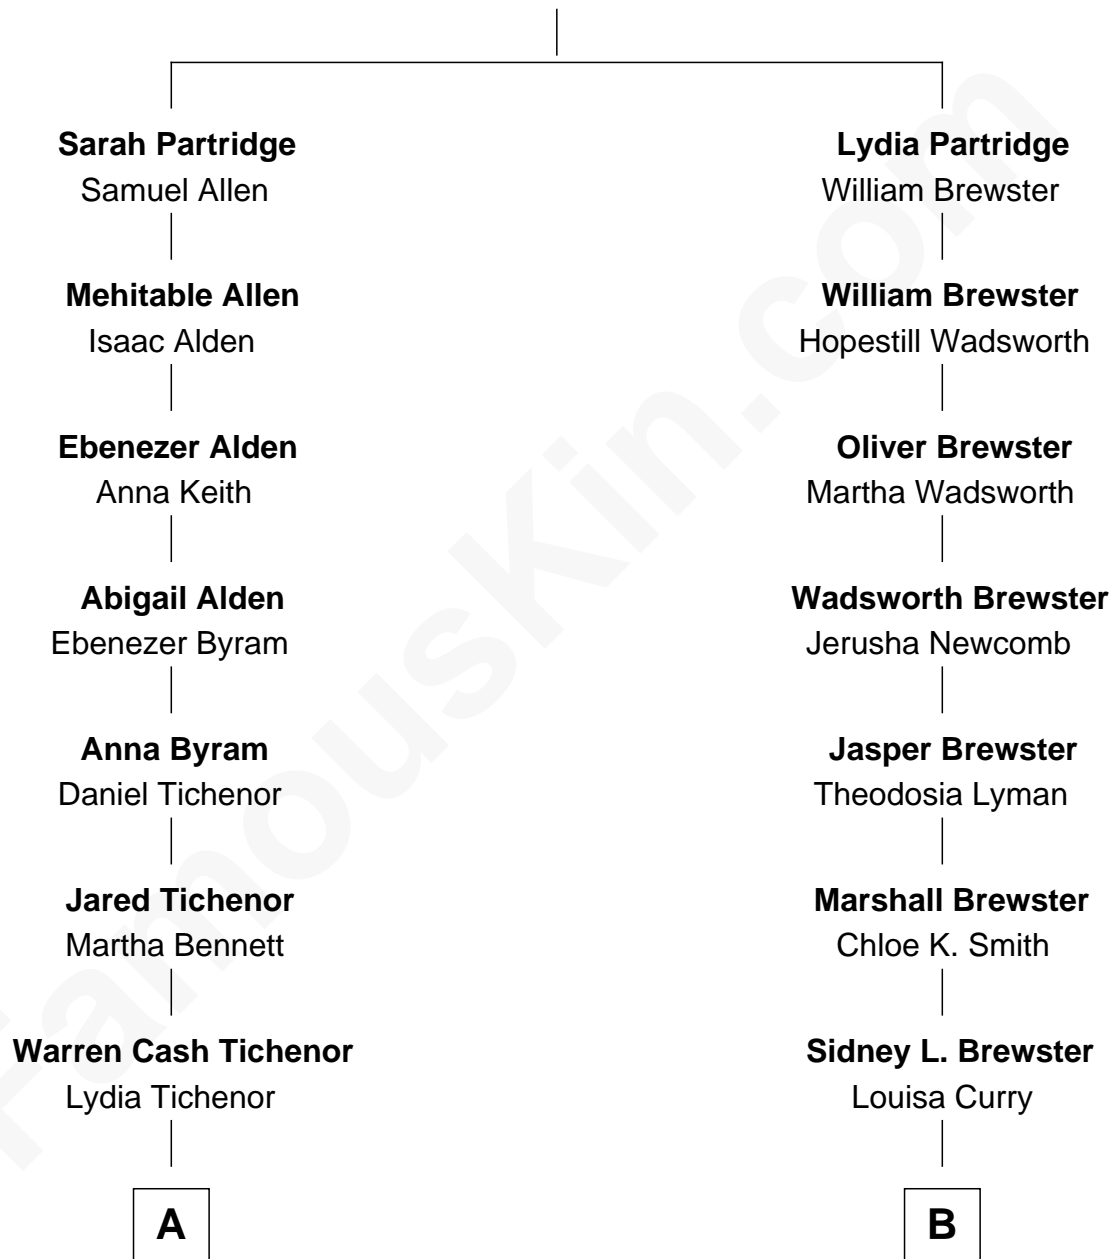 Sarah Partridge
Samuel Allen
Mehitable Allen
Isaac Alden
Ebenezer Alden
Anna Keith
Abigail Alden
Ebenezer Byram
Anna Byram
Daniel Tichenor
Jared Tichenor
Martha Bennett
Warren Cash Tichenor
Lydia Tichenor
A
Lydia Partridge
William Brewster
William Brewster
Hopestill Wadsworth
Oliver Brewster
Martha Wadsworth
Wadsworth Brewster
Jerusha Newcomb
Jasper Brewster
Theodosia Lyman
Marshall Brewster
Chloe K. Smith
Sidney L. Brewster
Louisa Curry
B
FamousKin.com